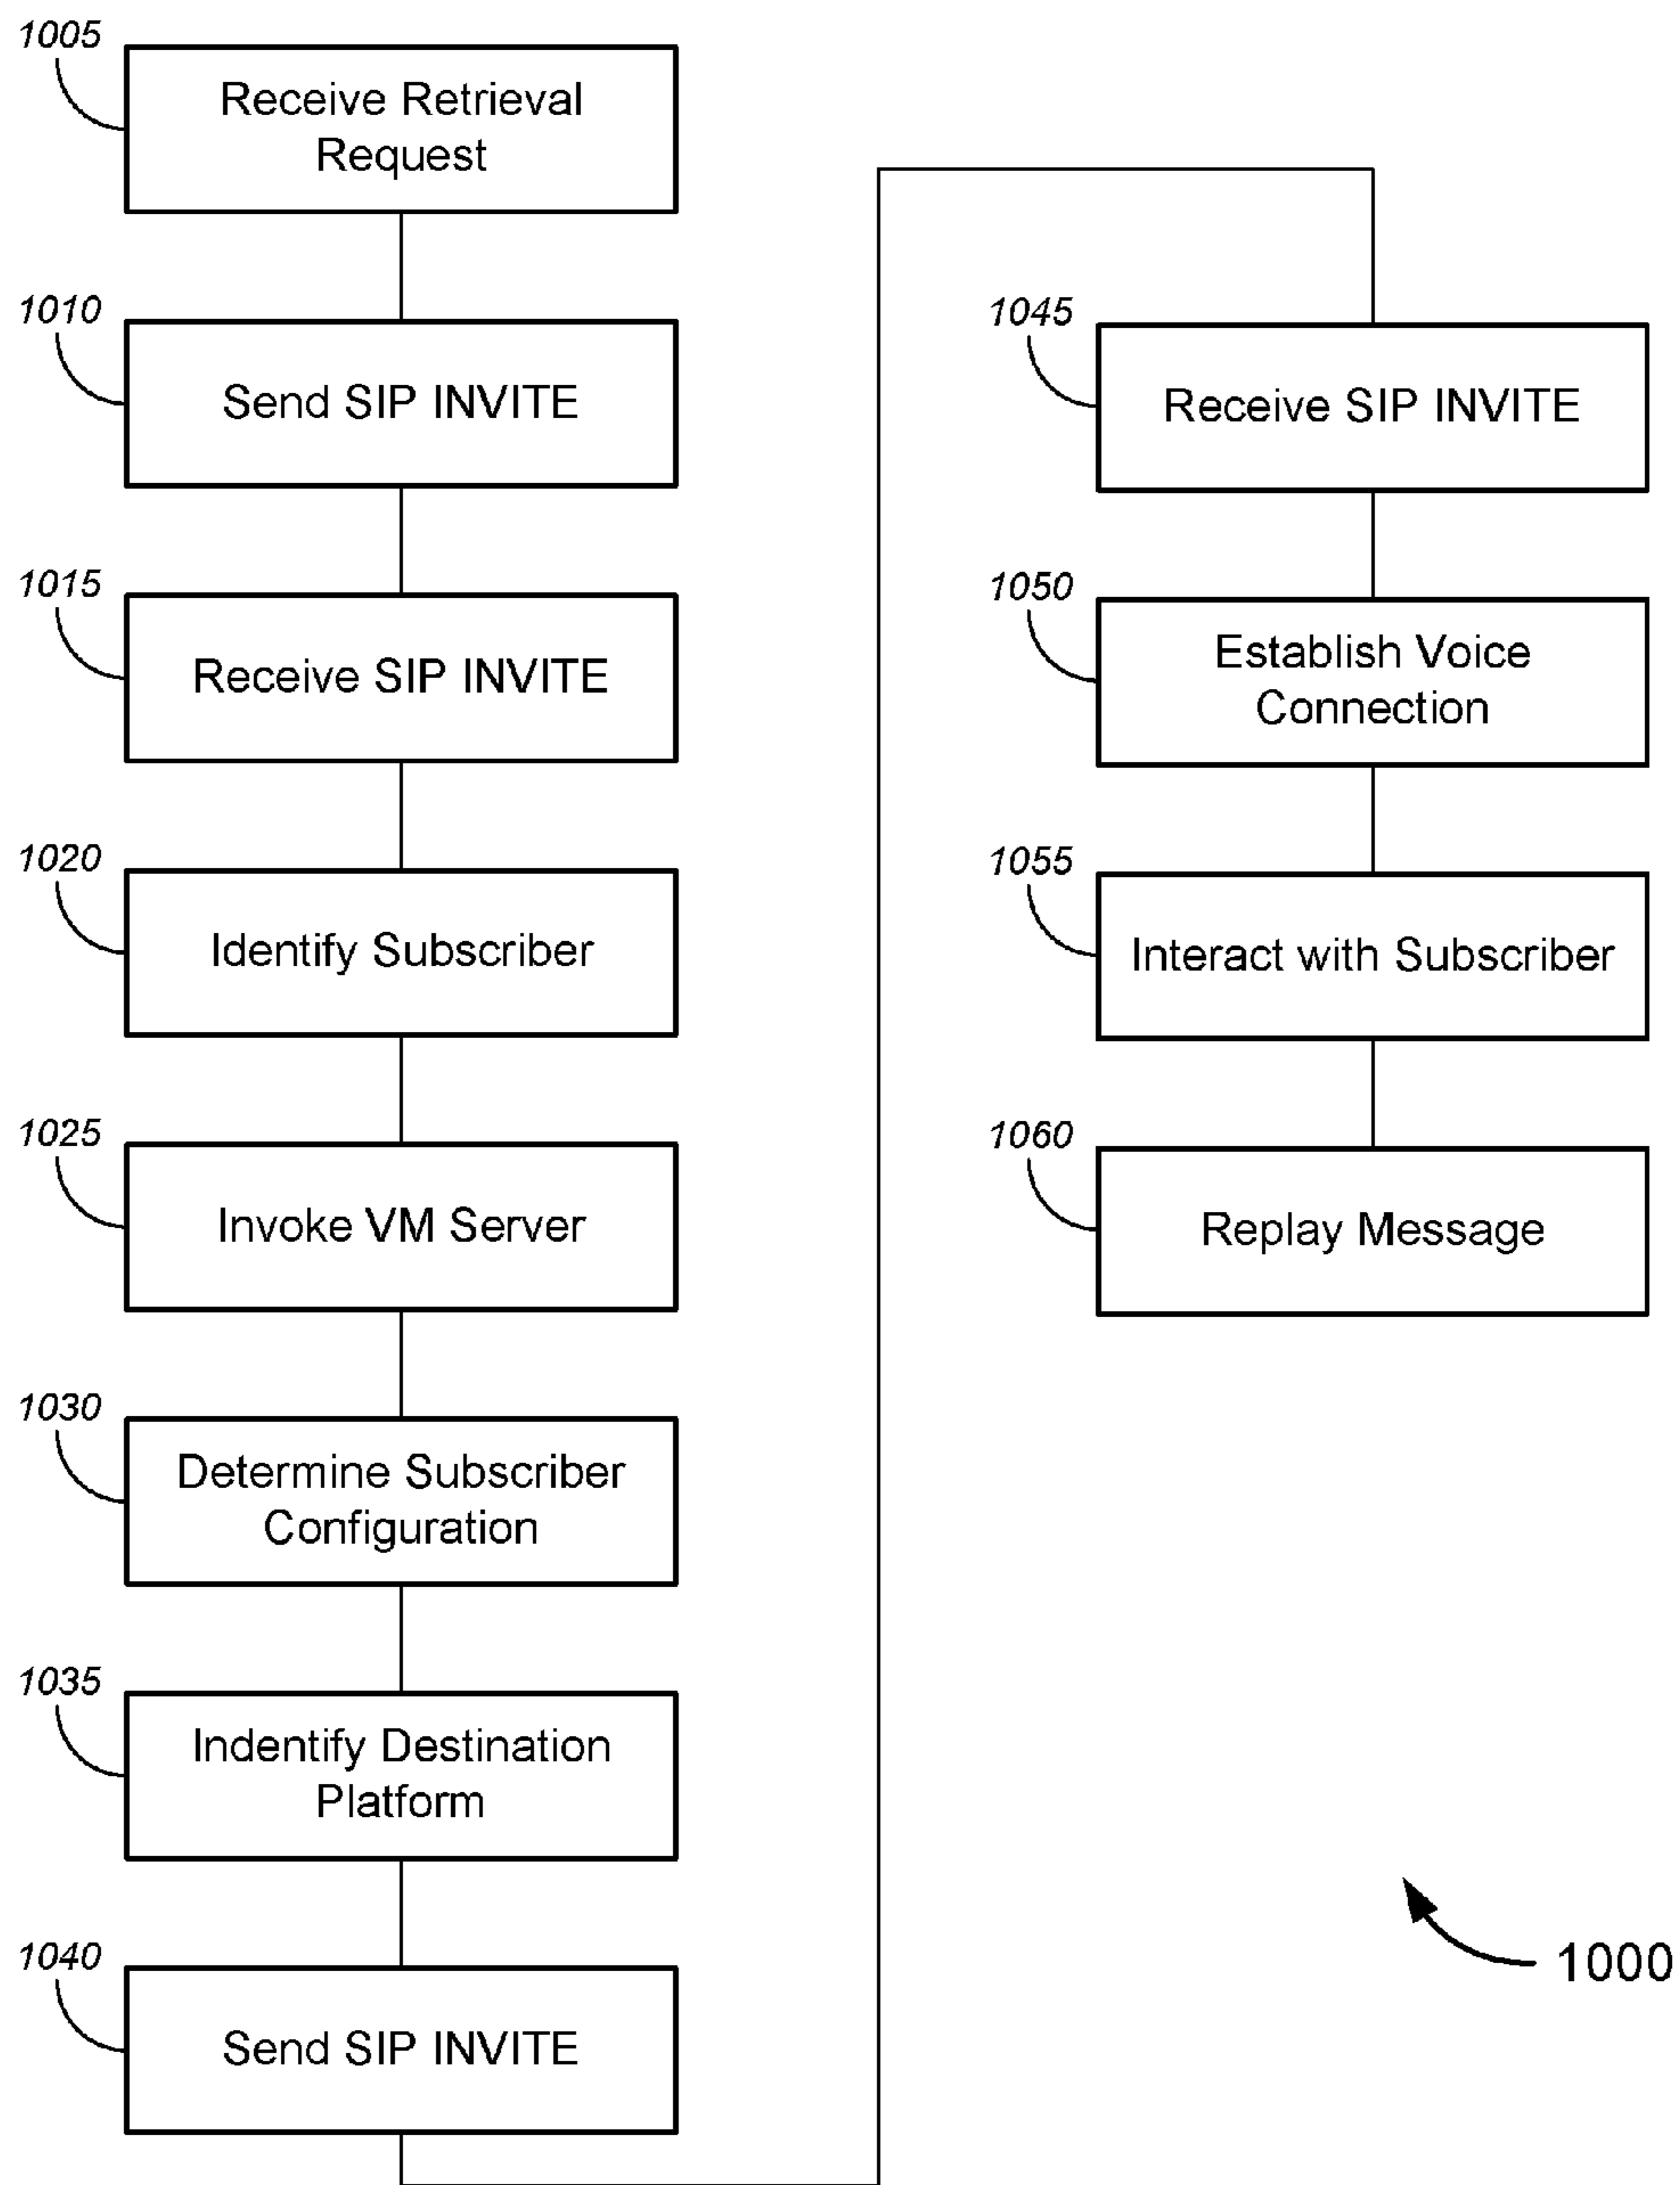 1005
Receive Retrieval
Request
1010
Send SIP INVITE
1015
Receive SIP INVITE
1020
Identify Subscriber
1025
Invoke VM Server
1030
Determine Subscriber
Configuration
1035
Indentify Destination
Platform
1040
Send SIP INVITE
1045
Receive SIP INVITE
1050
Establish Voice
Connection
1055
Interact with Subscriber
1060
Replay Message
1000